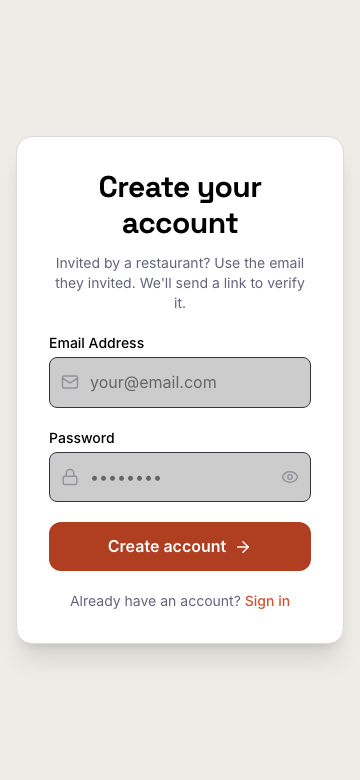 Create your
account
Invited by a restaurant? Use the email
they invited. We'll send a link to verify
it.
Email Address
your@email.com
Password
••••••••
Create account →
Already have an account? Sign in